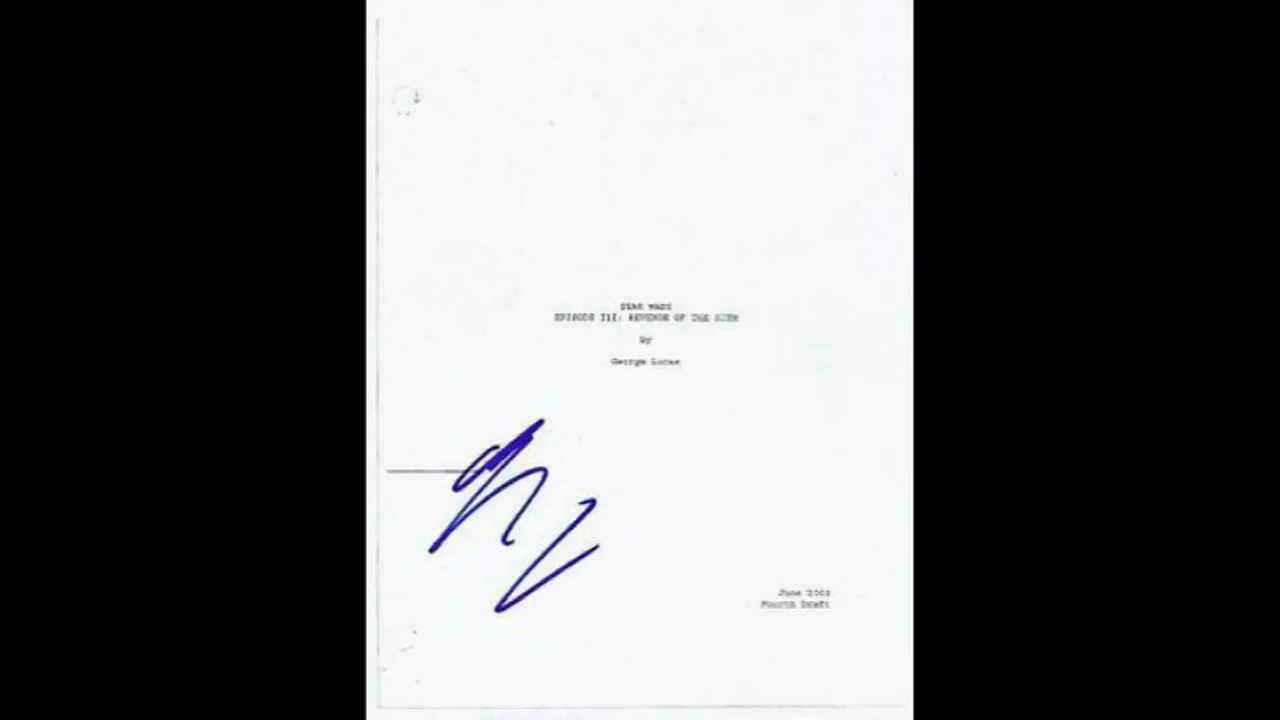 STAR WARS
EPISODE III: REVENGE OF THE SITH
By
George Lucas
June 2003
Fourth Draft